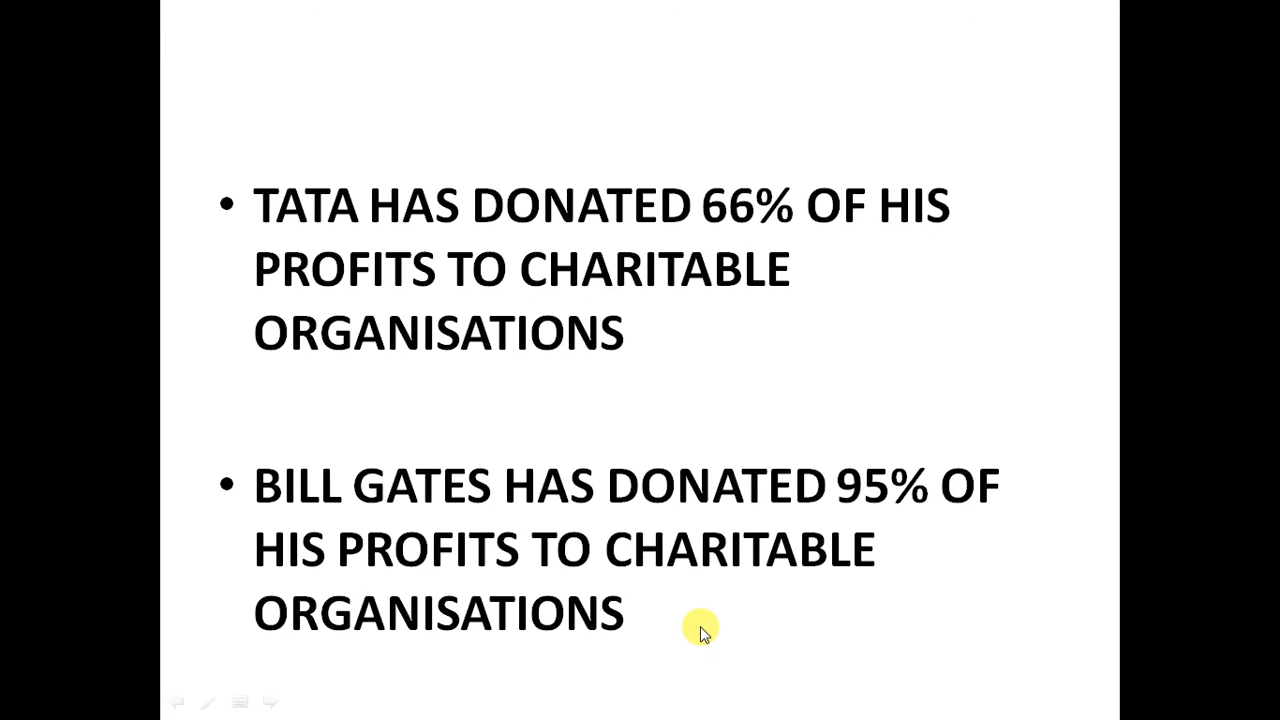 • TATA HAS DONATED 66% OF HIS
PROFITS TO CHARITABLE
ORGANISATIONS
• BILL GATES HAS DONATED 95% OF
HIS PROFITS TO CHARITABLE
ORGANISATIONS